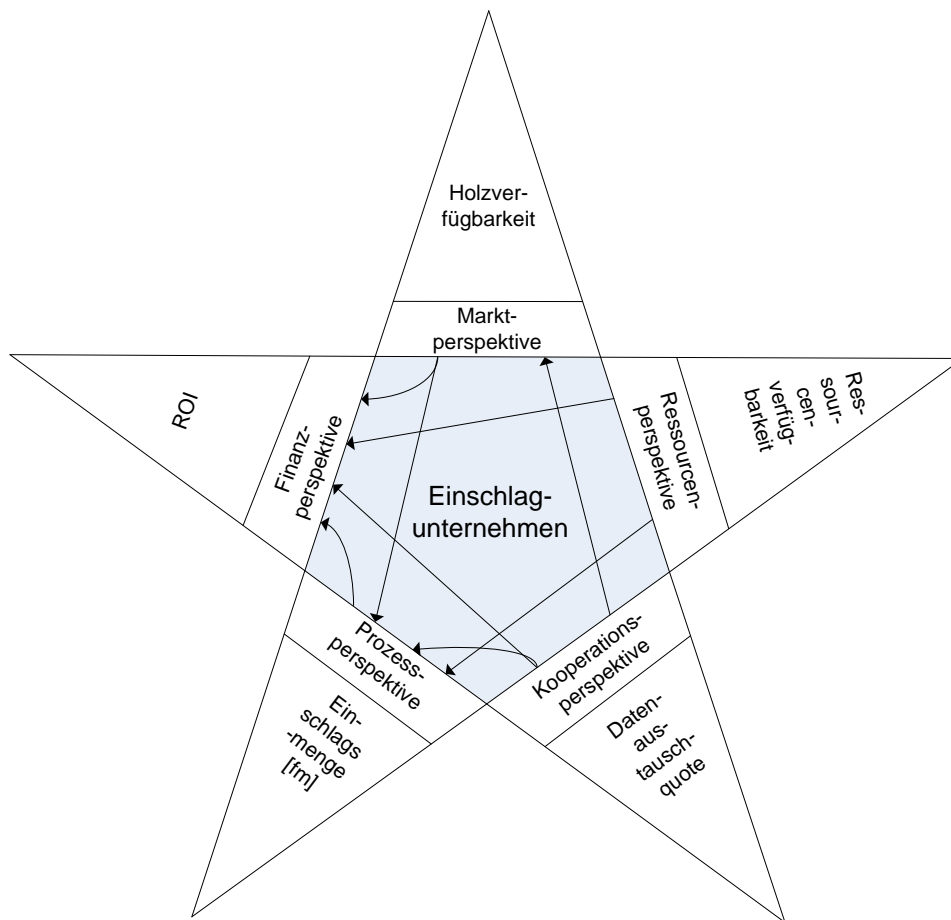 Holzver-
fügbarkeit
Markt-
perspektive
ROI
Finanz-
perspektive
Ressourcen-
perspektive
Res-
sour-
cen-
verfüg-
barkeit
Einschlag-
unternehmen
Prozess-
perspektive
Kooperations-
perspektive
Ein-
schlags
-menge
[fm]
Daten-
aus-
tausch-
quote